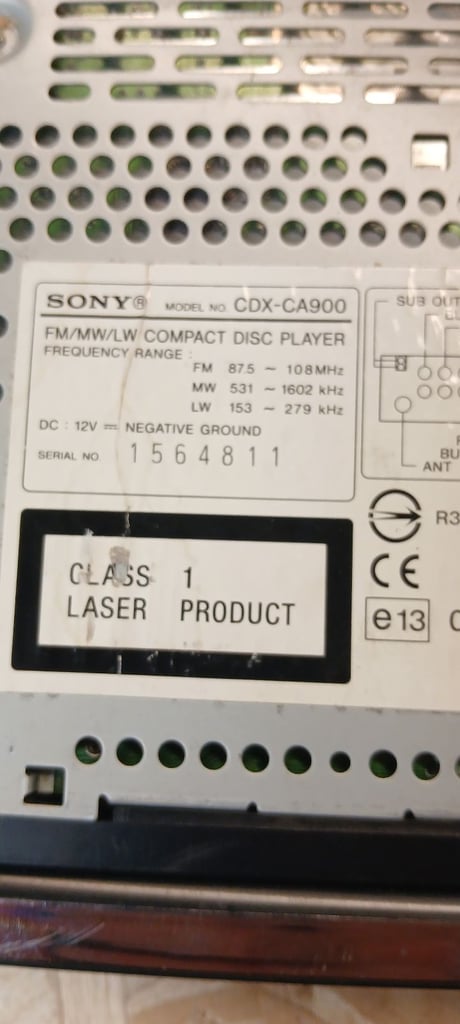 SONY® MODEL NO. CDX-CA900
FM/MW/LW COMPACT DISC PLAYER
FREQUENCY RANGE :
FM 87.5 ~ 108MHz
MW 531 ~ 1602 kHz
LW 153 ~ 279 kHz
DC : 12V ⎓ NEGATIVE GROUND
SERIAL NO. 1564811
CLASS 1
LASER PRODUCT
SUB OUT
BU
ANT
R3
CE
e13